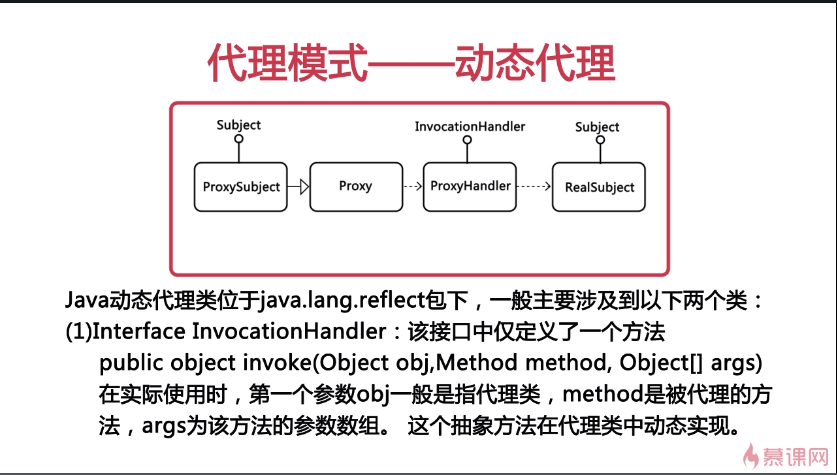 代理模式——动态代理
Subject
InvocationHandler
Subject
ProxySubject
Proxy
ProxyHandler
RealSubject
Java动态代理类位于java.lang.reflect包下，一般主要涉及到以下两个类：
(1)Interface InvocationHandler：该接口中仅定义了一个方法
public object invoke(Object obj,Method method, Object[] args)
在实际使用时，第一个参数obj一般是指代理类，method是被代理的方
法，args为该方法的参数数组。 这个抽象方法在代理类中动态实现。
慕课网